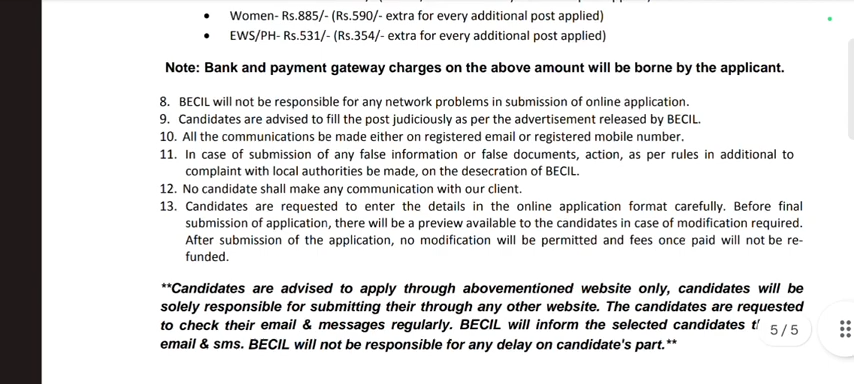 • Women- Rs.885/- (Rs.590/- extra for every additional post applied)
• EWS/PH- Rs.531/- (Rs.354/- extra for every additional post applied)
Note: Bank and payment gateway charges on the above amount will be borne by the applicant.
8. BECIL will not be responsible for any network problems in submission of online application.
9. Candidates are advised to fill the post judiciously as per the advertisement released by BECIL.
10. All the communications be made either on registered email or registered mobile number.
11. In case of submission of any false information or false documents, action, as per rules in additional to
complaint with local authorities be made, on the desecration of BECIL.
12. No candidate shall make any communication with our client.
13. Candidates are requested to enter the details in the online application format carefully. Before final
submission of application, there will be a preview available to the candidates in case of modification required.
After submission of the application, no modification will be permitted and fees once paid will not be re-
funded.
**Candidates are advised to apply through abovementioned website only, candidates will be
solely responsible for submitting their through any other website. The candidates are requested
to check their email & messages regularly. BECIL will inform the selected candidates
5/5
email & sms. BECIL will not be responsible for any delay on candidate's part.**